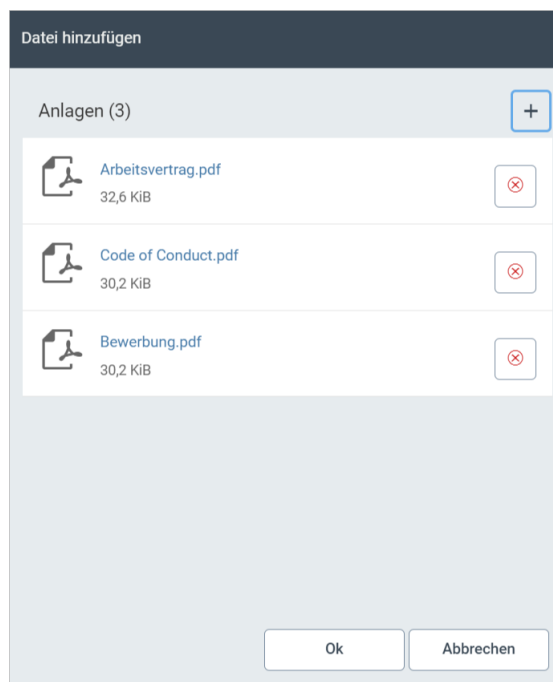 Datei hinzufügen
Anlagen (3)
+
Arbeitsvertrag.pdf
32,6 KiB
Code of Conduct.pdf
30,2 KiB
Bewerbung.pdf
30,2 KiB
Ok
Abbrechen